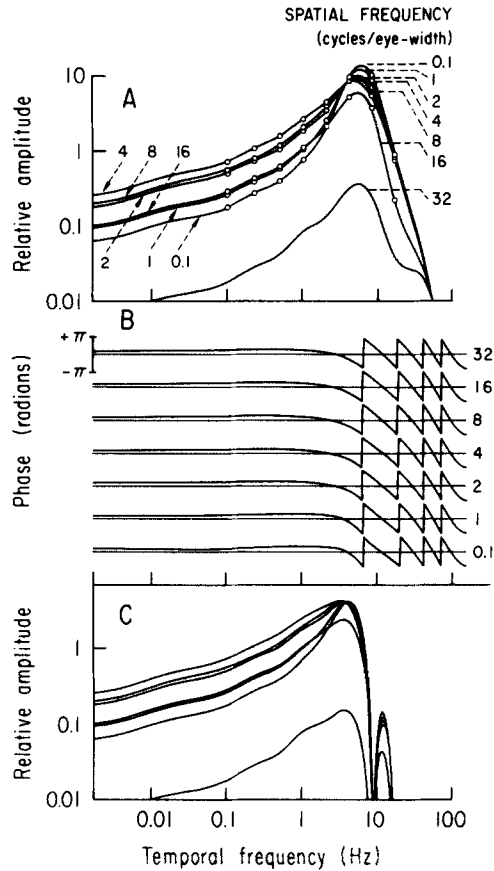 SPATIAL FREQUENCY
(cycles/eye-width)
A
Relative amplitude
10
1
0.1
0.01
4
8
16
2
1
0.1
0.1
1
2
4
8
16
32
B
+π
-π
Phase (radians)
32
16
8
4
2
1
0.1
C
Relative amplitude
1
0.1
0.01
0.01 0.1 1 10 100
Temporal frequency (Hz)